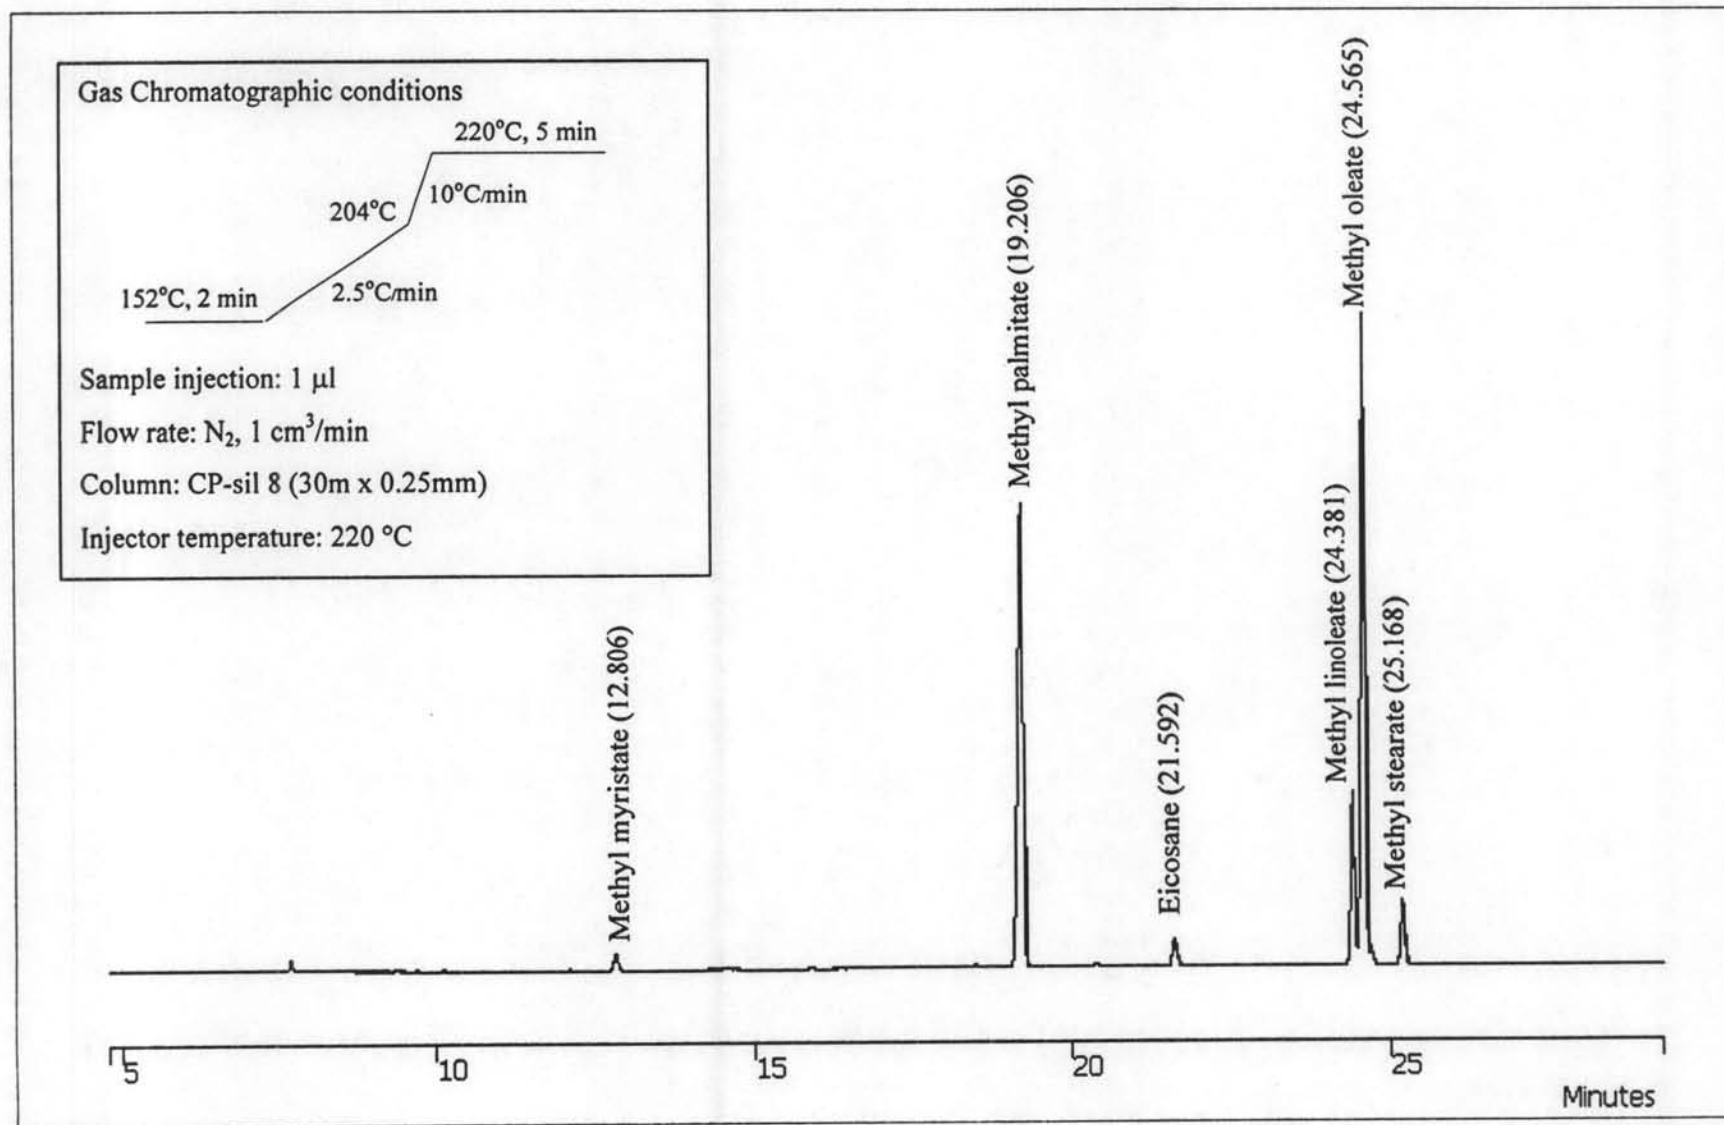 Gas Chromatographic conditions
220°C, 5 min
10°C/min
204°C
2.5°C/min
152°C, 2 min
Sample injection: 1 µl
Flow rate: N₂, 1 cm³/min
Column: CP-sil 8 (30m x 0.25mm)
Injector temperature: 220 °C
Methyl myristate (12.806)
Methyl palmitate (19.206)
Eicosane (21.592)
Methyl linoleate (24.381)
Methyl oleate (24.565)
Methyl stearate (25.168)
5 10 15 20 25
Minutes